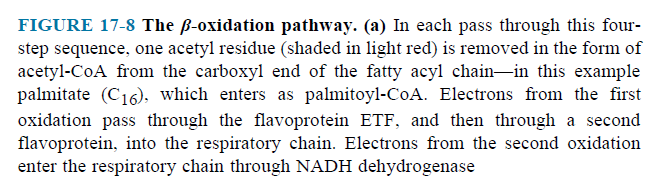 FIGURE 17-8 The β-oxidation pathway. (a) In each pass through this four-
step sequence, one acetyl residue (shaded in light red) is removed in the form of
acetyl-CoA from the carboxyl end of the fatty acyl chain—in this example
palmitate (C₁₆), which enters as palmitoyl-CoA. Electrons from the first
oxidation pass through the flavoprotein ETF, and then through a second
flavoprotein, into the respiratory chain. Electrons from the second oxidation
enter the respiratory chain through NADH dehydrogenase